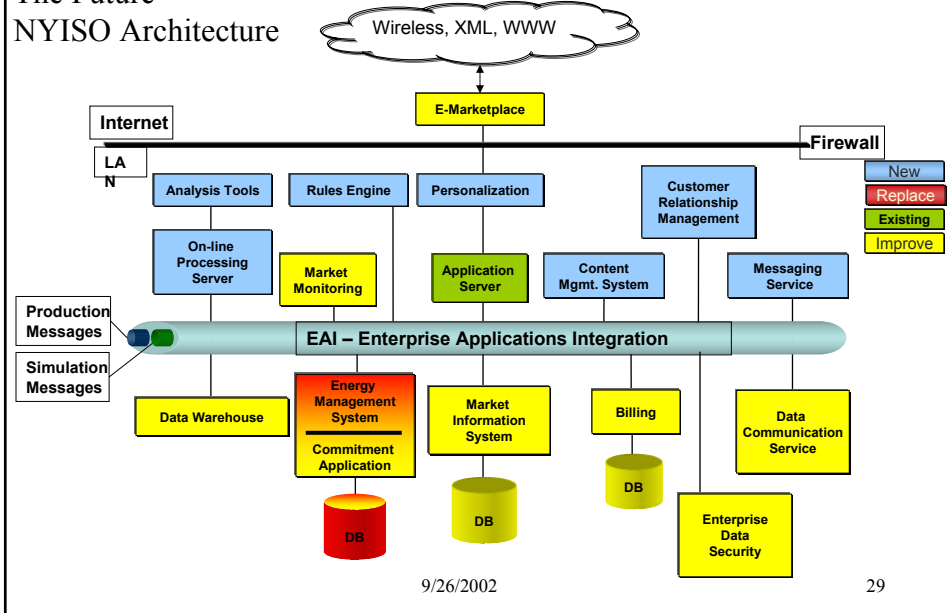 The Future
NYISO Architecture
Wireless, XML, WWW
E-Marketplace
Internet
Firewall
LA
N
New
Replace
Existing
Improve
Analysis Tools
Rules Engine
Personalization
Customer
Relationship
Management
On-line
Processing
Server
Market
Monitoring
Application
Server
Content
Mgmt. System
Messaging
Service
Production
Messages
EAI – Enterprise Applications Integration
Simulation
Messages
Data Warehouse
Energy
Management
System
Commitment
Application
Market
Information
System
Billing
Data
Communication
Service
DB
DB
DB
Enterprise
Data
Security
9/26/2002
29